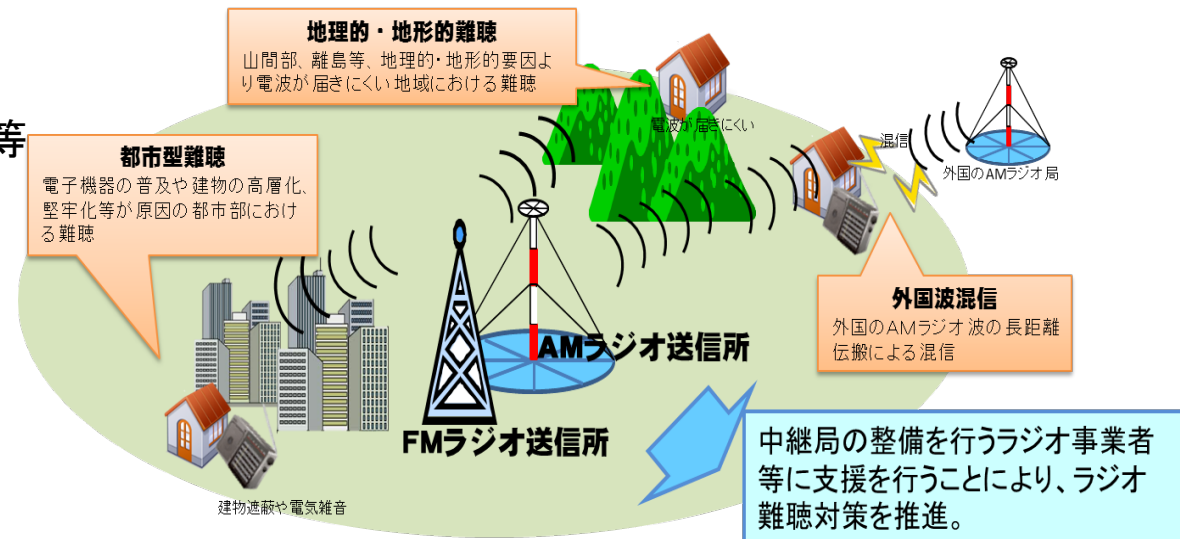 地理的・地形的難聴
山間部、離島等、地理的・地形的要因よ
り電波が届きにくい地域における難聴
等
都市型難聴
電子機器の普及や建物の高層化、
堅牢化等が原因の都市部におけ
る難聴
電波が届きにくい
混信
外国のAMラジオ局
外国波混信
外国のAMラジオ波の長距離
伝搬による混信
AMラジオ送信所
FMラジオ送信所
建物遮蔽や電気雑音
中継局の整備を行うラジオ事業者
等に支援を行うことにより、ラジオ
難聴対策を推進。